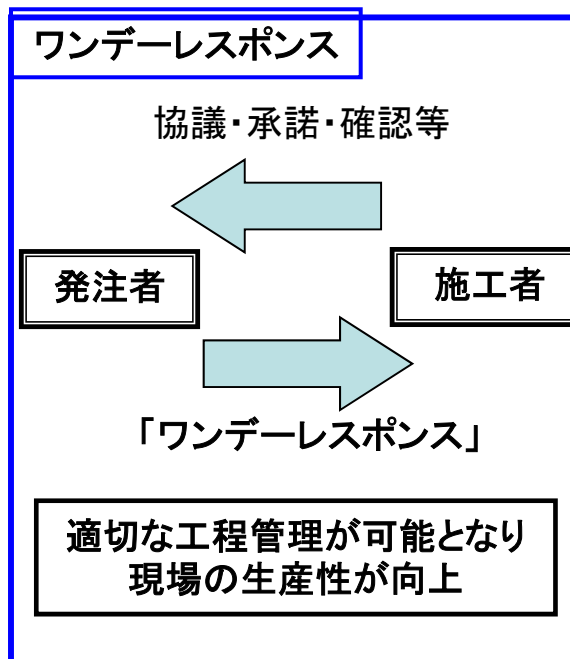 ワンデーレスポンス
協議・承諾・確認等
発注者
施工者
「ワンデーレスポンス」
適切な工程管理が可能となり
現場の生産性が向上